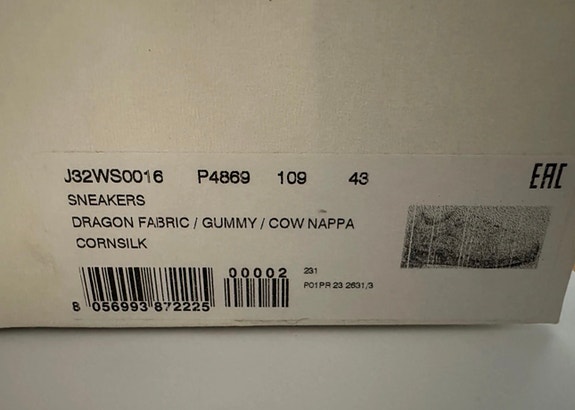 J32WS0016 P4869 109 43
EAC
SNEAKERS
DRAGON FABRIC / GUMMY / COW NAPPA
CORNSILK
00002 231
P01PR 23 2631/3
8 056993 872225